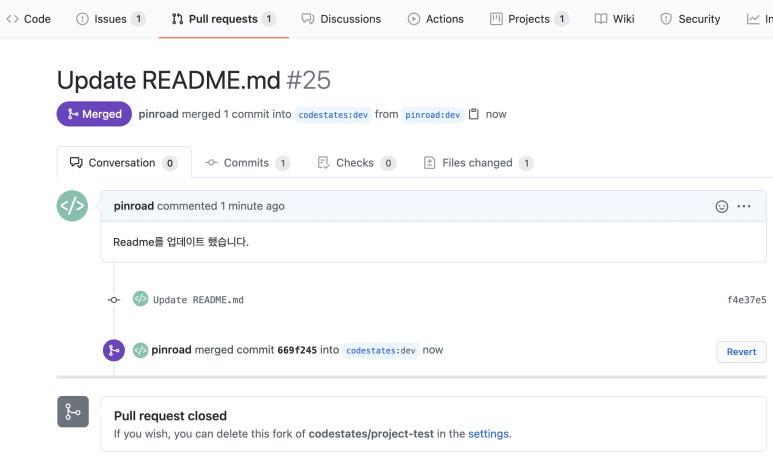 <> Code Issues 1 Pull requests 1 Discussions Actions Projects 1 Wiki Security In
Update README.md #25
Merged pinroad merged 1 commit into codestates:dev from pinroad:dev now
Conversation 0 Commits 1 Checks 0 Files changed 1
pinroad commented 1 minute ago
Readme를 업데이트 했습니다.
Update README.md f4e37e5
pinroad merged commit 669f245 into codestates:dev now
Revert
Pull request closed
If you wish, you can delete this fork of codestates/project-test in the settings.